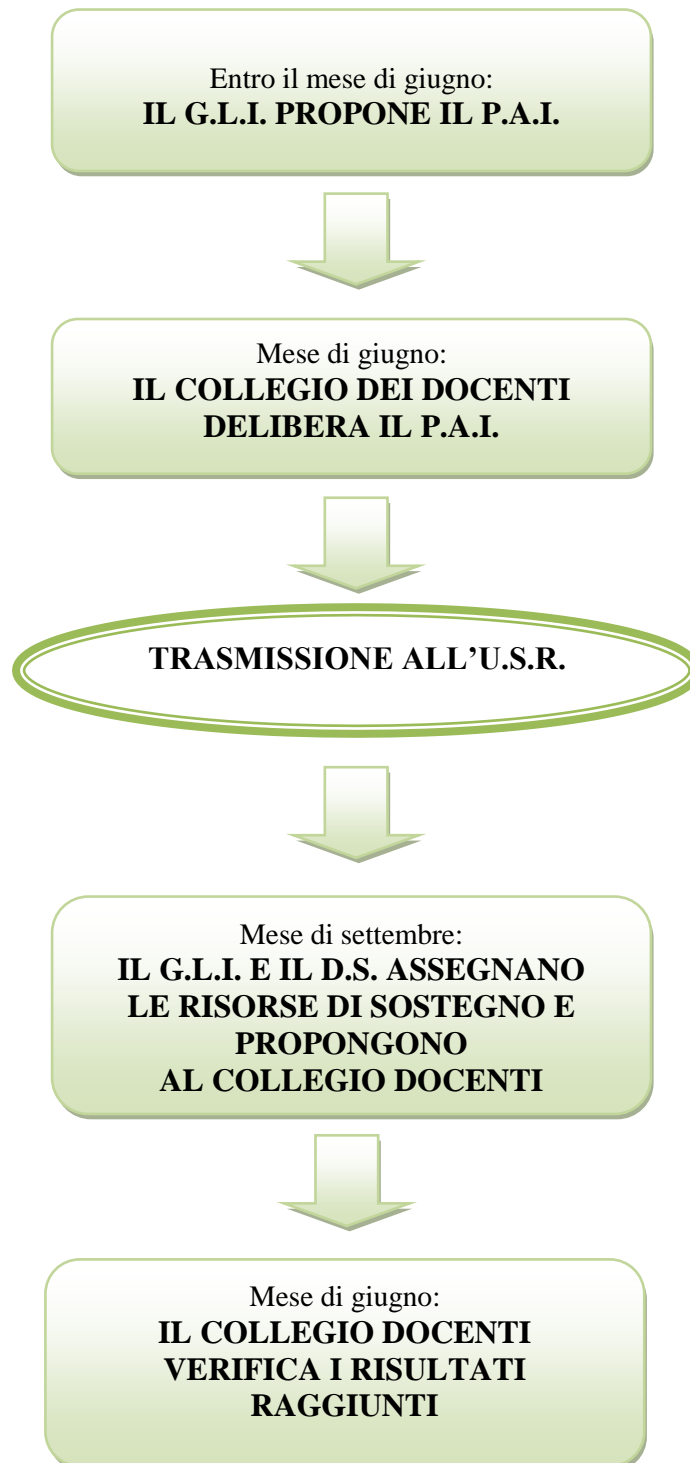 Entro il mese di giugno:
IL G.L.I. PROPONE IL P.A.I.
Mese di giugno:
IL COLLEGIO DEI DOCENTI
DELIBERA IL P.A.I.
TRASMISSIONE ALL’U.S.R.
Mese di settembre:
IL G.L.I. E IL D.S. ASSEGNANO
LE RISORSE DI SOSTEGNO E
PROPONGONO
AL COLLEGIO DOCENTI
Mese di giugno:
IL COLLEGIO DOCENTI
VERIFICA I RISULTATI
RAGGIUNTI